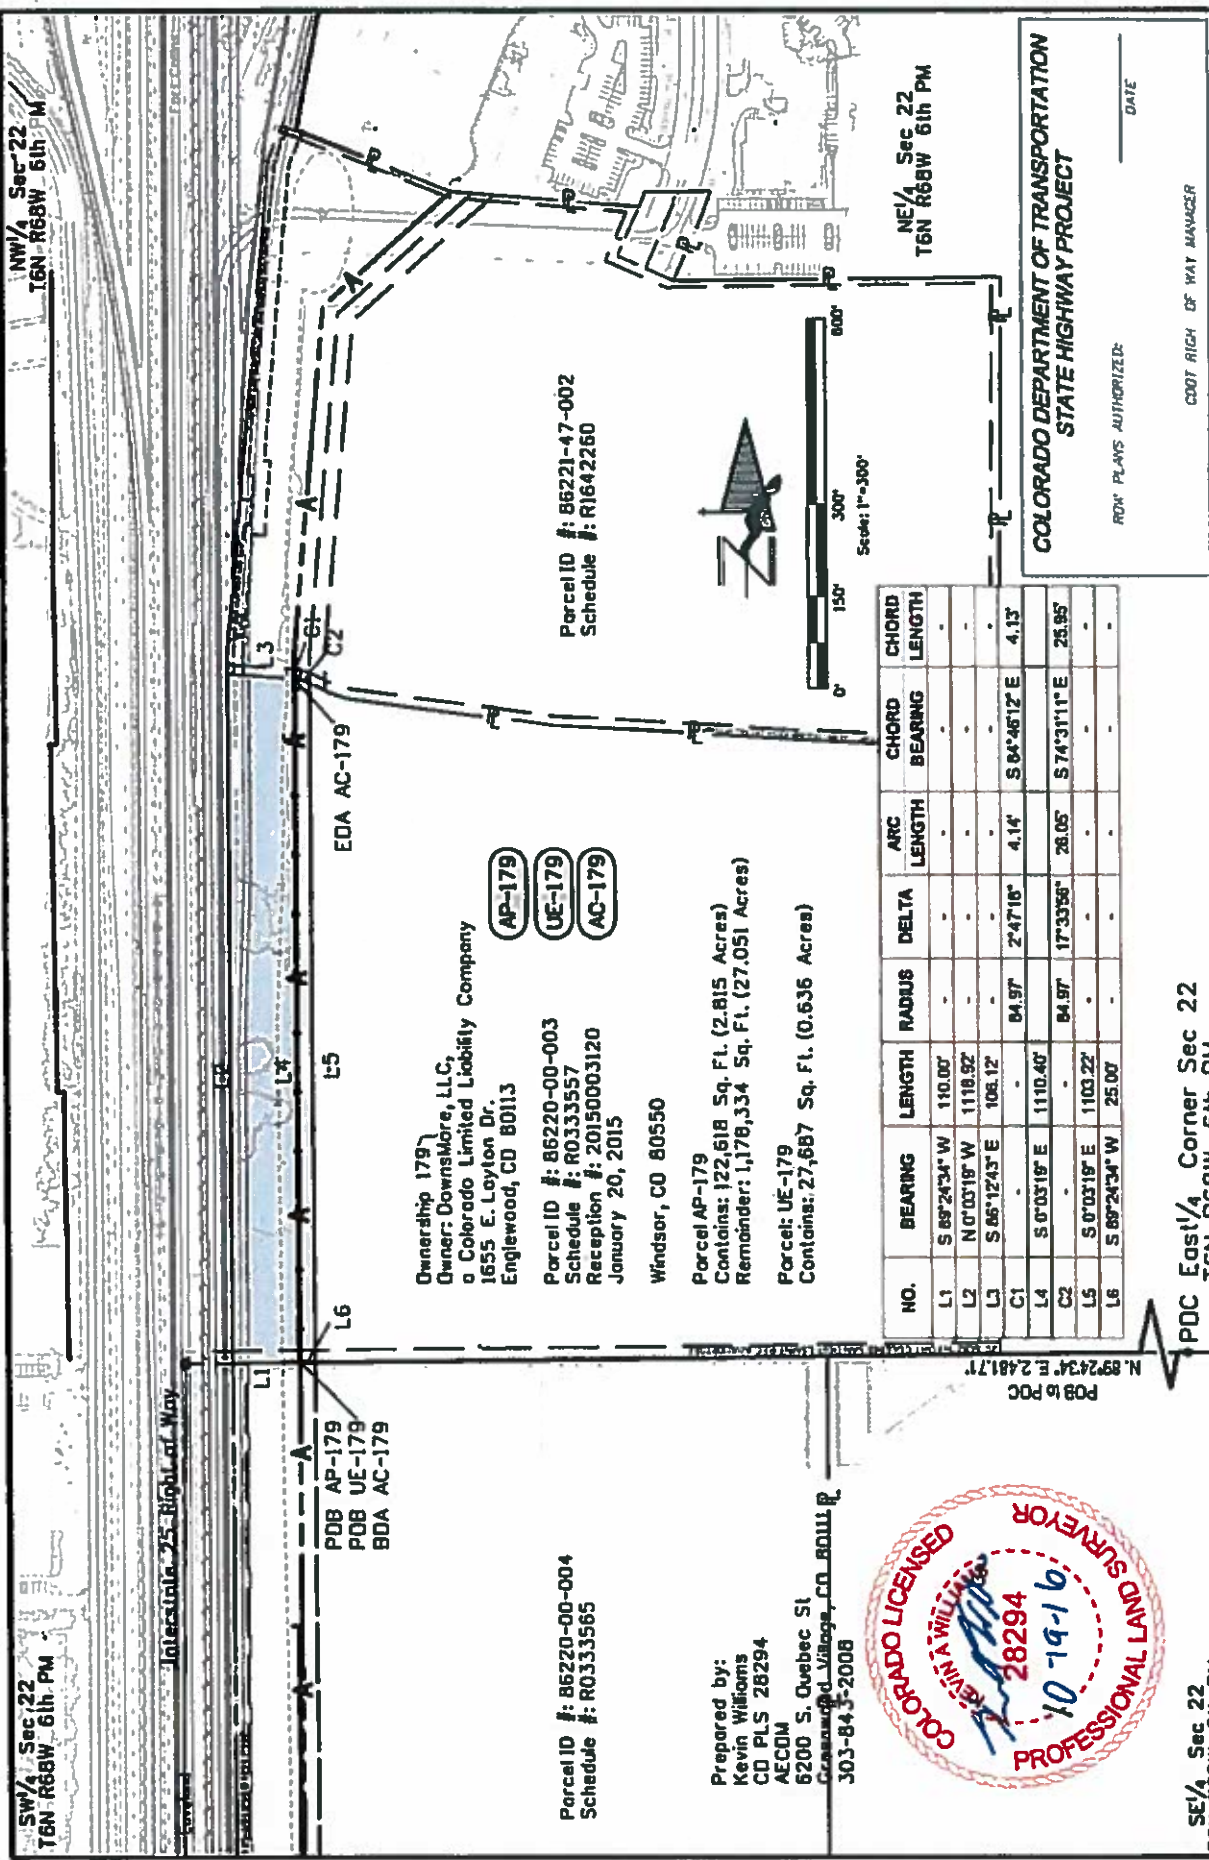 SW¼ Sec 22
T6N R68W 6th PM
NW¼ Sec 22
T6N R68W 6th PM
Interstate 25 Right of Way
Loveland
Fort Collins
L1
L2
L3
L4
L5
L6
C1
C2
A
A
A
A
A
A
A
POB AP-179
POB UE-179
BOA AC-179
EOA AC-179
Ownership 179
Owner: DownsMore, LLC,
a Colorado Limited Liability Company
1655 E. Layton Dr.
Englewood, CO 80113
AP-179
UE-179
AC-179
Parcel ID #: 86220-00-003
Schedule #: R0333557
Reception #: 20150003120
January 20, 2015
Windsor, CO 80550
Parcel AP-179
Contains: 122,618 Sq. Ft. (2.815 Acres)
Remainder: 1,178,334 Sq. Ft. (27.051 Acres)
Parcel: UE-179
Contains: 27,687 Sq. Ft. (0.636 Acres)
Parcel ID #: 86221-47-002
Schedule #: R1642260
Parcel ID #: 86220-00-004
Schedule #: R0333565
0' 150' 300' 600'
Scale: 1"=300'
NE¼ Sec 22
T6N R68W 6th PM
Prepared by:
Kevin Williams
CO PLS 28294
AECOM
6200 S. Quebec St
Greenwood Village, CO 80111
303-843-2008
COLORADO LICENSED
KEVIN A WILLIAMS
28294
10-19-16
PROFESSIONAL LAND SURVEYOR
NO. BEARING LENGTH RADIUS DELTA ARC LENGTH CHORD BEARING CHORD LENGTH
L1 S 89°24'34" W 110.00' - - - - -
L2 N 0°03'19" W 1118.92' - - - - -
L3 S 86°12'43" E 106.12' - - - - -
C1 - - 84.97' 2°47'16" 4.14' S 84°46'12" E 4.13'
L4 S 0°03'19" E 1110.40'
C2 - - 84.97' 17°33'56" 26.05' S 74°31'11" E 25.95'
L5 S 0°03'19" E 1103.22' - - - - -
L6 S 89°24'34" W 25.00' - - - - -
POB to POC
N. 89°24'34" E. 2,481.71'
POC East¼ Corner Sec 22
SE¼ Sec 22
COLORADO DEPARTMENT OF TRANSPORTATION
STATE HIGHWAY PROJECT
ROW PLANS AUTHORIZED:
DATE
CDOT RIGH OF WAY MANAGER